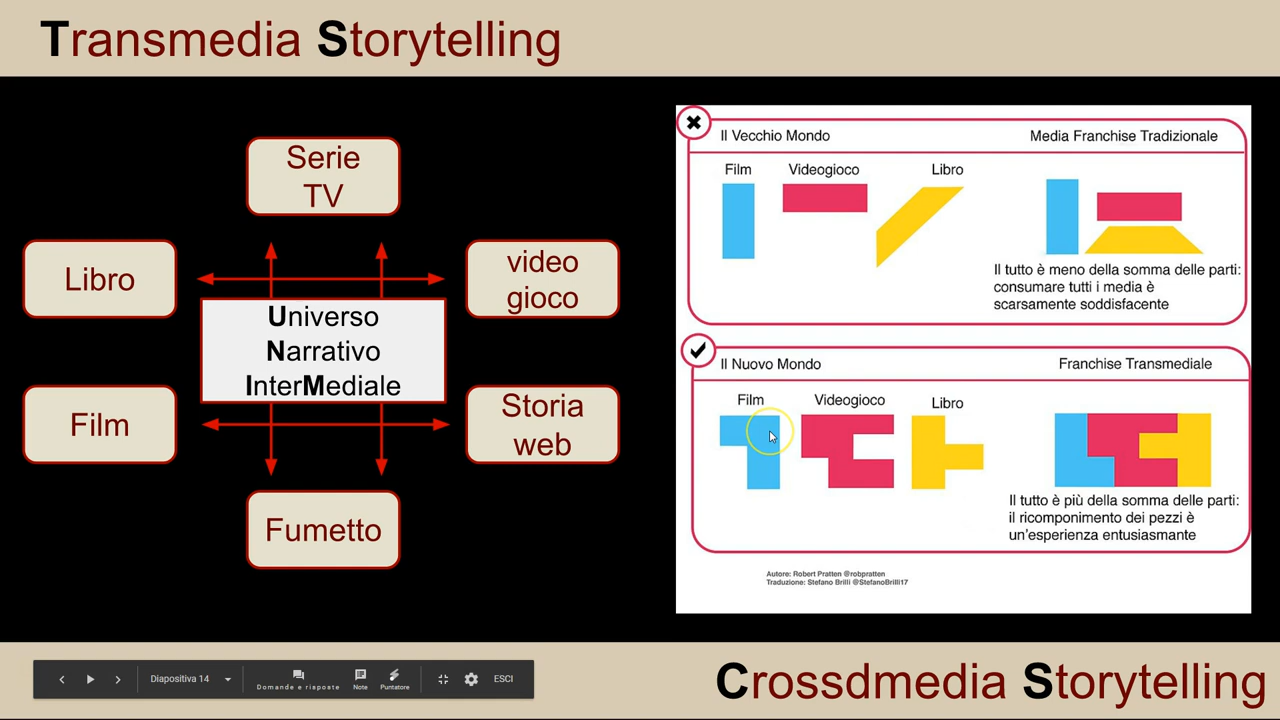 Transmedia Storytelling
Serie
TV
Libro
video
gioco
Universo
Narrativo
InterMediale
Film
Storia
web
Fumetto
Il Vecchio Mondo
Media Franchise Tradizionale
Film
Videogioco
Libro
Il tutto è meno della somma delle parti:
consumare tutti i media è
scarsamente soddisfacente
Il Nuovo Mondo
Franchise Transmediale
Film
Videogioco
Libro
Il tutto è più della somma delle parti:
il ricomponimento dei pezzi è
un'esperienza entusiasmante
Autore: Robert Pratten @robpratten
Traduzione: Stefano Brilli @StefanoBrilli17
Diapositiva 14
Domande e risposte
Note
Puntatore
ESCI
Crossdmedia Storytelling